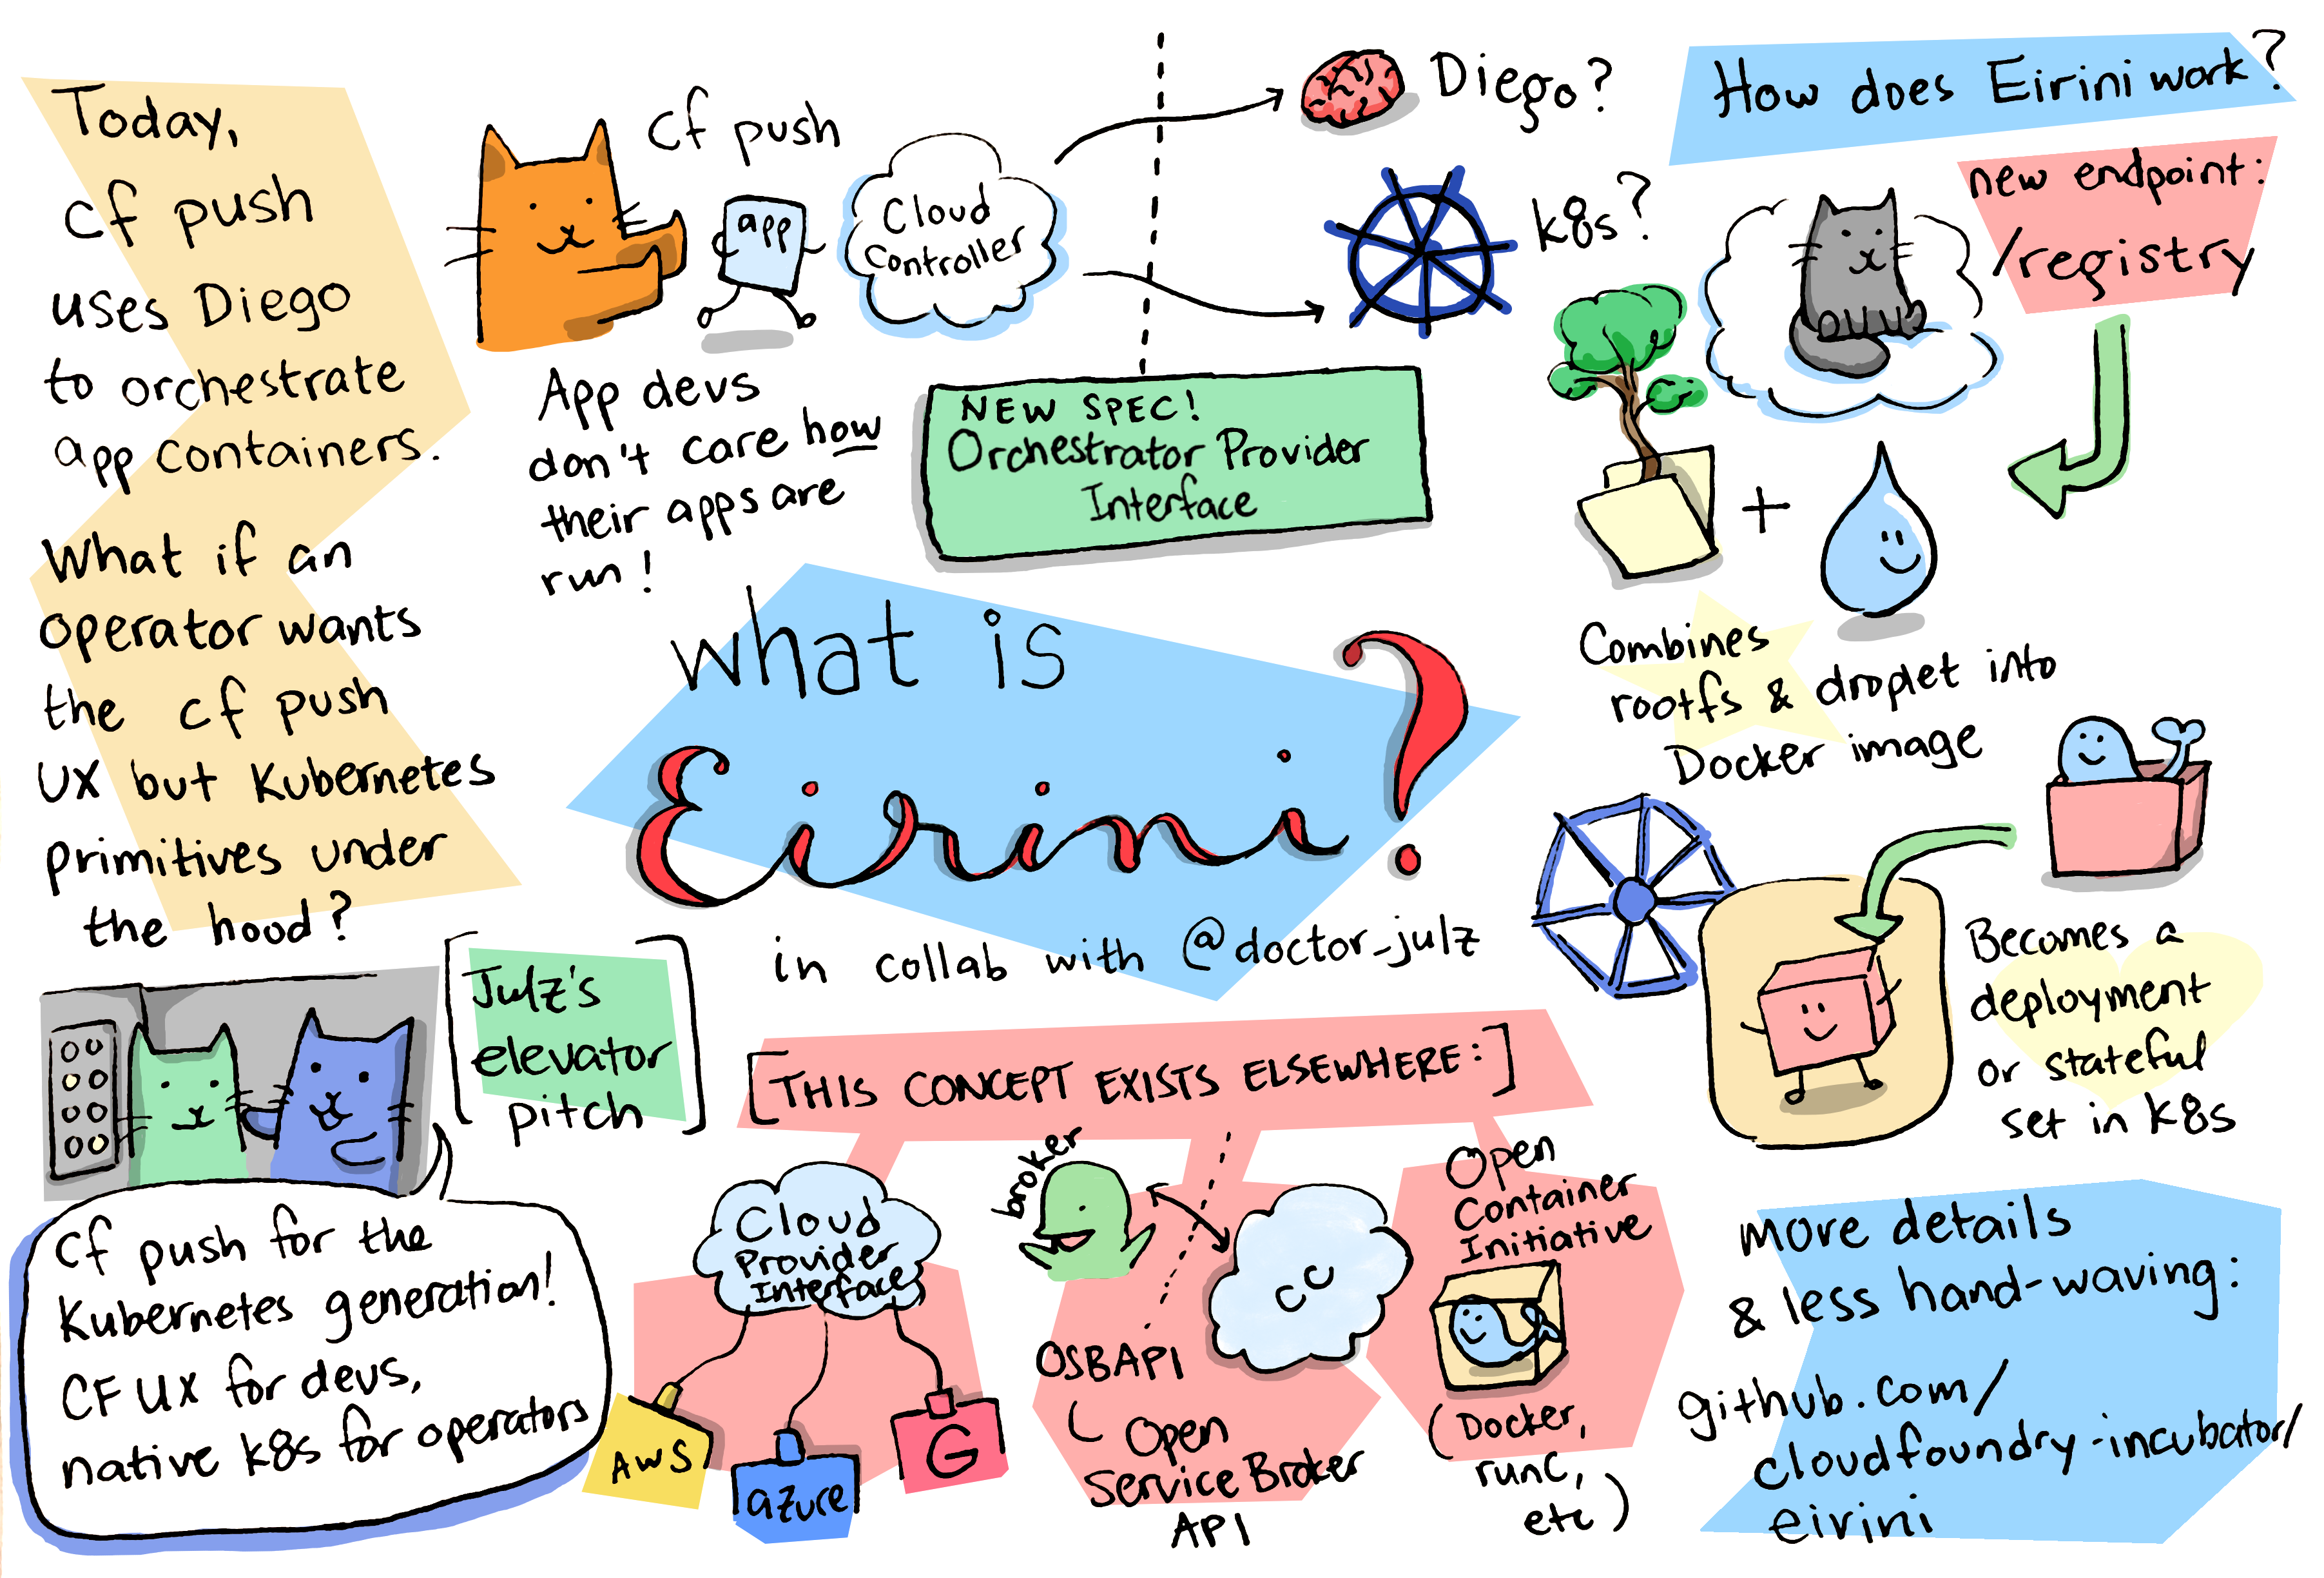 Today,
cf push
uses Diego
to orchestrate
app containers.
What if an
operator wants
the cf push
UX but Kubernetes
primitives under
the hood?
cf push
app
Cloud
Controller
Diego?
k8s?
App devs
don't care how
their apps are
run!
NEW SPEC!
Orchestrator Provider
Interface
what is
Eirini?
in collab with @doctor_julz
How does Eirini work?
new endpoint:
/registry
+
Combines
rootfs & droplet into
Docker image
Becomes a
deployment
or stateful
set in k8s
[Julz's
elevator
pitch]
cf push for the
Kubernetes generation!
CF UX for devs,
native k8s for operators
[THIS CONCEPT EXISTS ELSEWHERE:]
Cloud
Provider
Interface
AWS
azure
G
broker
CC
OSBAPI
Open
Service Broker
API
Open
Container
Initiative
(Docker,
runc,
etc)
more details
& less hand-waving:
github.com/
cloudfoundry-incubator/
eirini